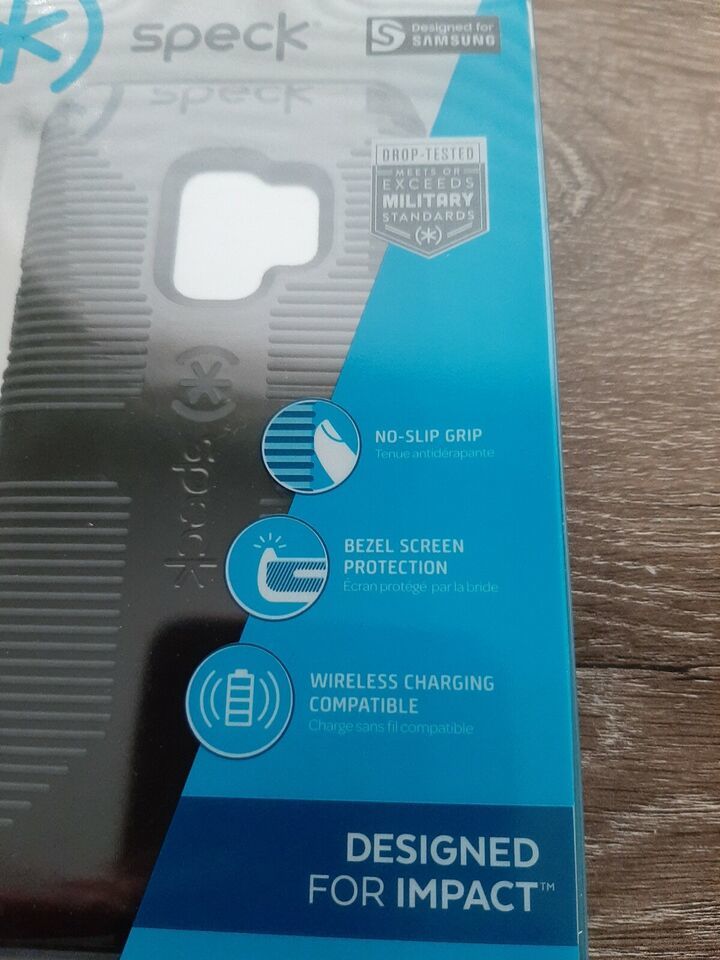 speck
Designed for
SAMSUNG
speck
DROP-TESTED
MEETS OR
EXCEEDS
MILITARY
STANDARDS
speck
NO-SLIP GRIP
Tenue antidérapante
BEZEL SCREEN
PROTECTION
Écran protégé par la bride
WIRELESS CHARGING
COMPATIBLE
Charge sans fil compatible
DESIGNED
FOR IMPACT™